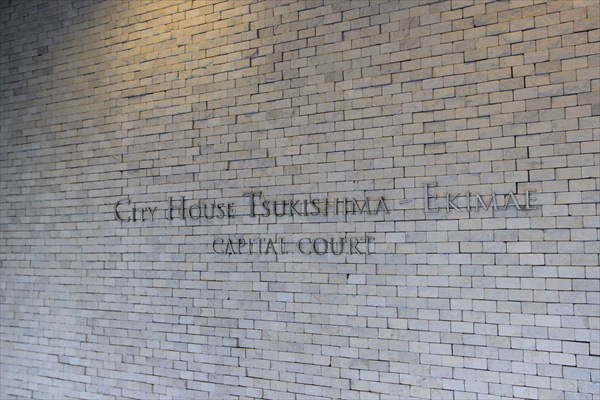 City House Tsukishima - Ekimae
CAPITAL COURT